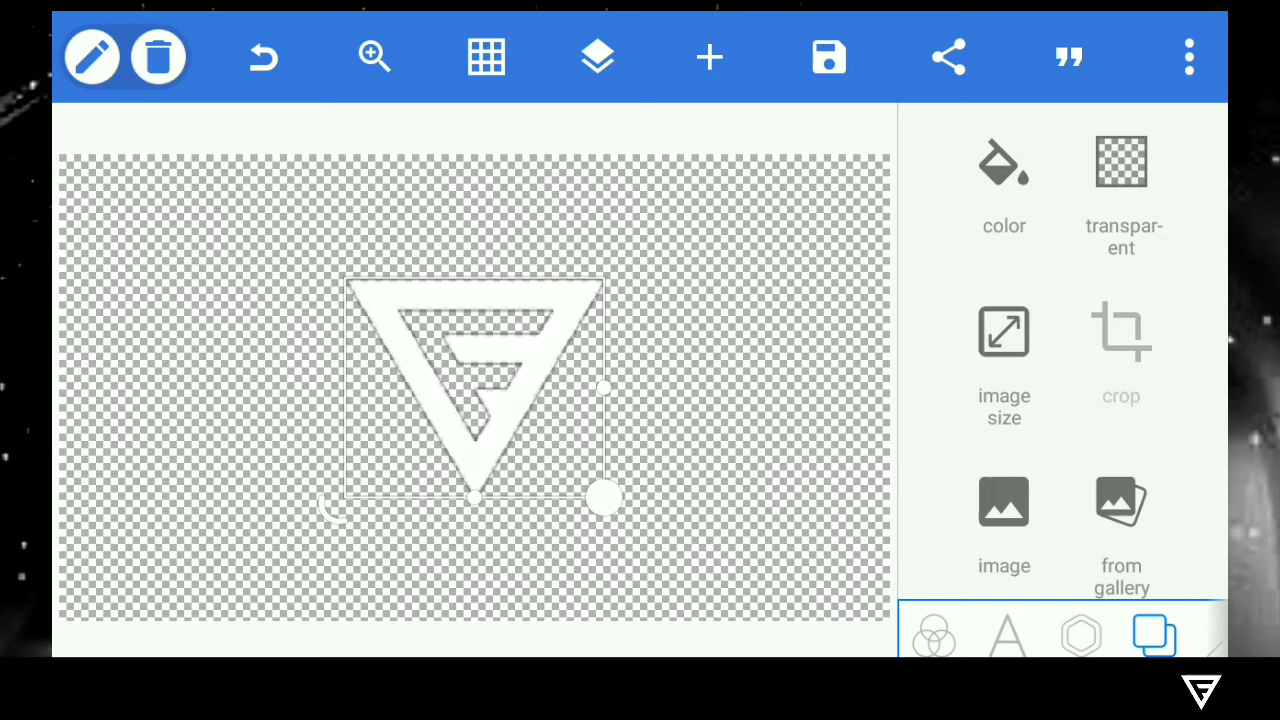 color
transpar-
ent
image
size
crop
image
from
gallery